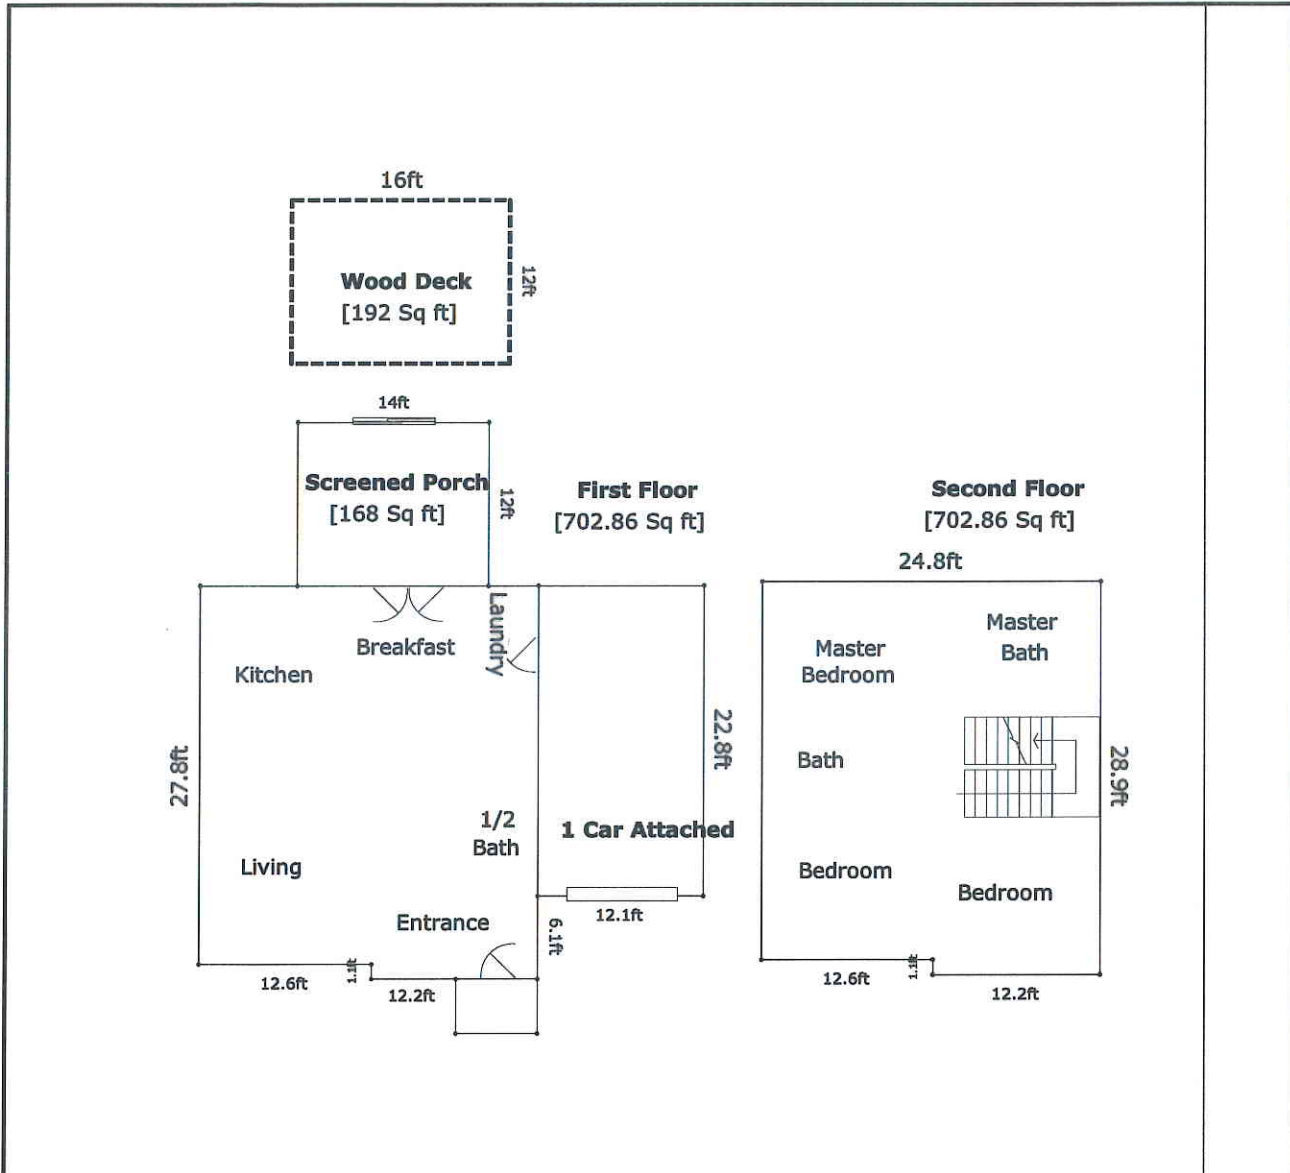 16ft
Wood Deck
[192 Sq ft]
12ft
14ft
Screened Porch
[168 Sq ft]
12ft
First Floor
[702.86 Sq ft]
Second Floor
[702.86 Sq ft]
24.8ft
Laundry
Breakfast
Kitchen
27.8ft
22.8ft
1/2
Bath
1 Car Attached
Living
Entrance
12.1ft
6.1ft
12.6ft
1.1ft
12.2ft
Master
Bath
Master
Bedroom
Bath
28.9ft
Bedroom
Bedroom
12.6ft
1.1ft
12.2ft